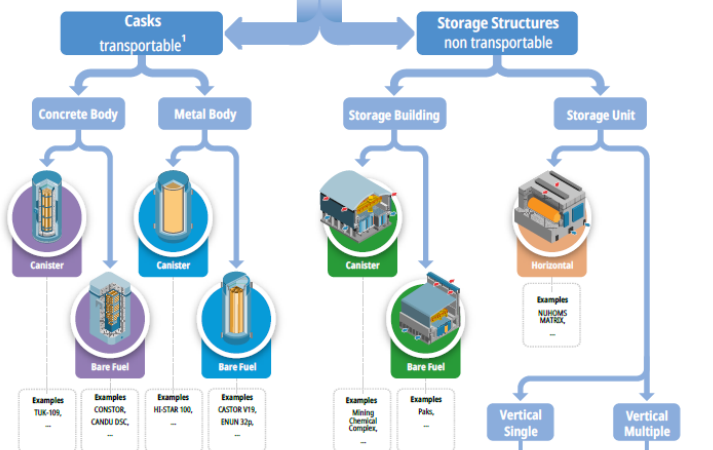 Casks
transportable¹
Storage Structures
non transportable
Concrete Body
Metal Body
Storage Building
Storage Unit
Canister
Canister
Canister
Horizontal
Bare Fuel
Bare Fuel
Bare Fuel
Examples
NUHOMS
MATRIX,
...
Examples
TUK-109,
...
Examples
CONSTOR,
CANDU DSC,
...
Examples
HI-STAR 100,
...
Examples
CASTOR V19,
ENUN 32p,
...
Examples
Mining
Chemical
Complex,
...
Examples
Paks,
...
Vertical
Single
Vertical
Multiple